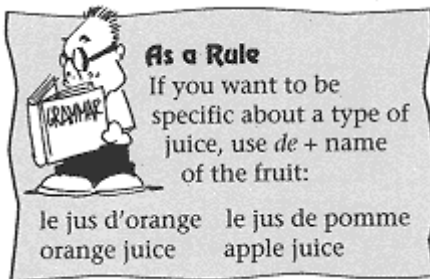 GRAMMAR
As a Rule
If you want to be
specific about a type of
juice, use de + name
of the fruit:
le jus d'orange le jus de pomme
orange juice apple juice